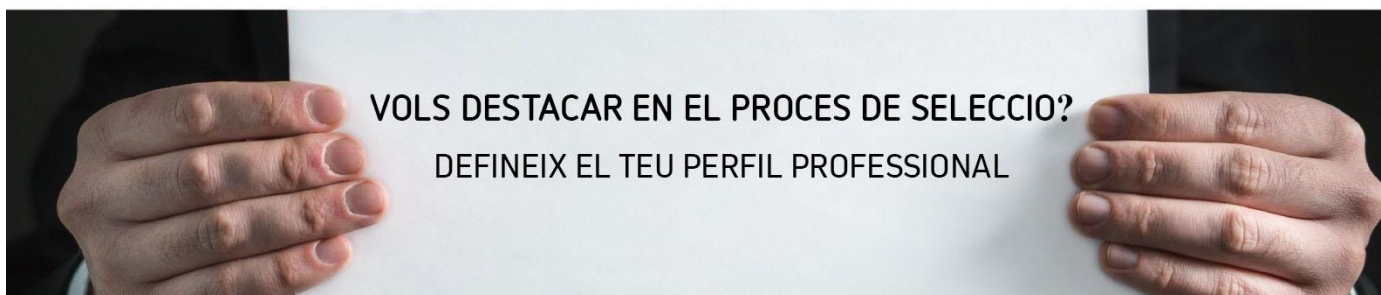 VOLS DESTACAR EN EL PROCES DE SELECCIO?
DEFINEIX EL TEU PERFIL PROFESSIONAL